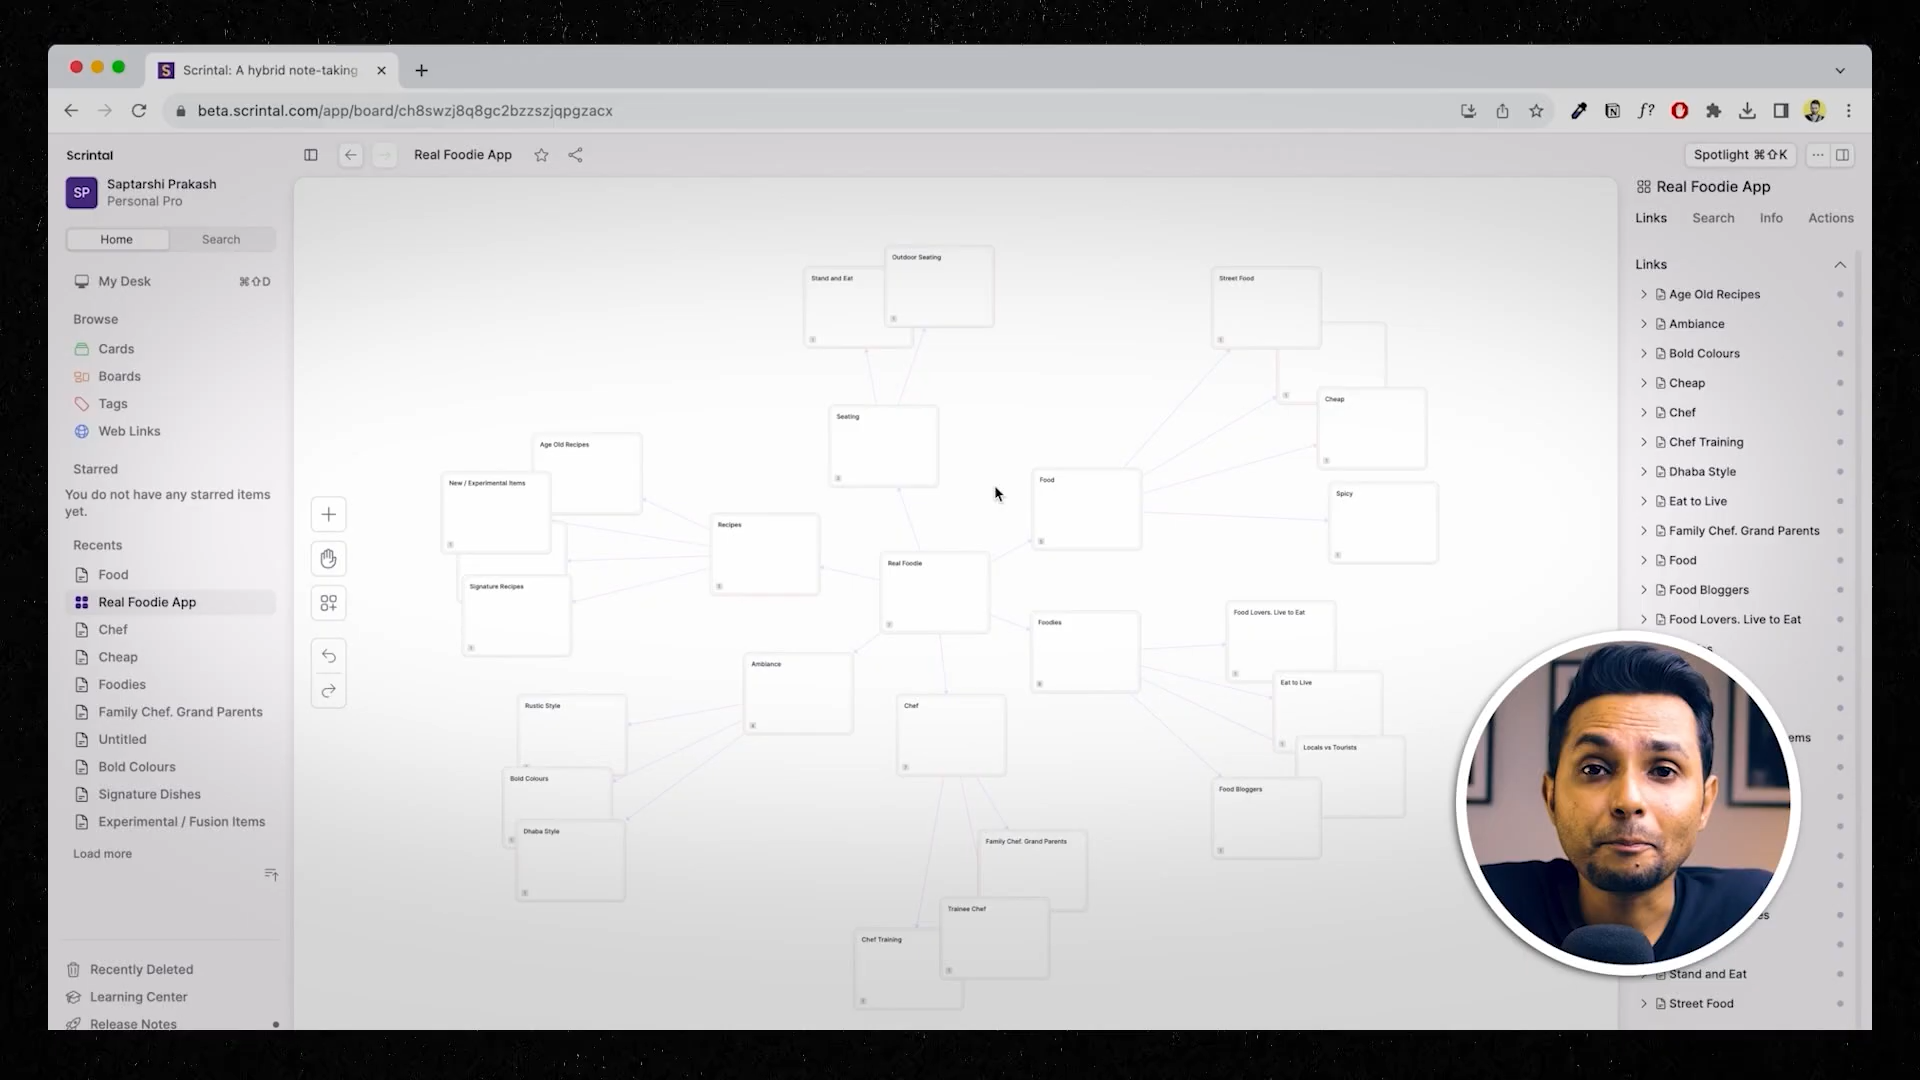 Scrintal: A hybrid note-taking
beta.scrintal.com/app/board/ch8swzj8q8gc2bzzszjqpgzacx
Scrintal
SP
Saptarshi Prakash
Personal Pro
Home
Search
My Desk
⌘⇧D
Browse
Cards
Boards
Tags
Web Links
Starred
You do not have any starred items
yet.
Recents
Food
Real Foodie App
Chef
Cheap
Foodies
Family Chef. Grand Parents
Untitled
Bold Colours
Signature Dishes
Experimental / Fusion Items
Load more
Recently Deleted
Learning Center
Release Notes
Real Foodie App
Spotlight ⌘⇧K
Outdoor Seating
Stand and Eat
Street Food
Cheap
Seating
Age Old Recipes
New / Experimental Items
Food
Spicy
Recipes
Real Foodie
Signature Recipes
Food Lovers. Live to Eat
Foodies
Ambiance
Eat to Live
Rustic Style
Chef
Locals vs Tourists
Bold Colours
Food Bloggers
Dhaba Style
Family Chef. Grand Parents
Trainee Chef
Chef Training
Real Foodie App
Links
Search
Info
Actions
Links
Age Old Recipes
Ambiance
Bold Colours
Cheap
Chef
Chef Training
Dhaba Style
Eat to Live
Family Chef. Grand Parents
Food
Food Bloggers
Food Lovers. Live to Eat
Stand and Eat
Street Food